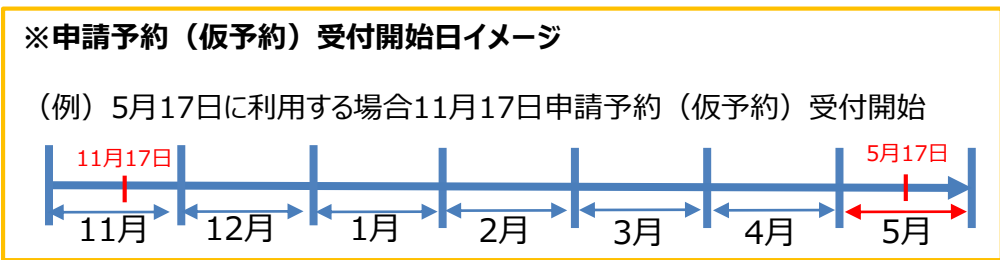 ※申請予約（仮予約）受付開始日イメージ
（例）5月17日に利用する場合11月17日申請予約（仮予約）受付開始
11月17日 5月17日
11月 12月 1月 2月 3月 4月 5月